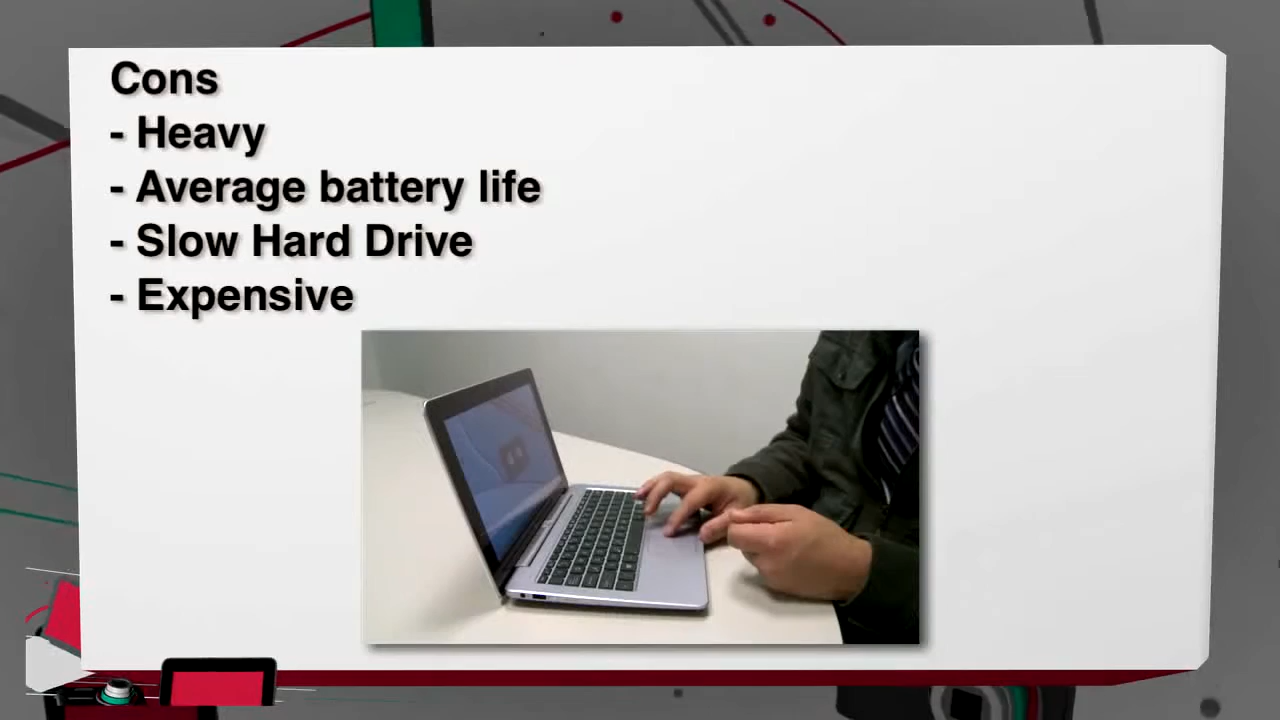 Cons
- Heavy
- Average battery life
- Slow Hard Drive
- Expensive